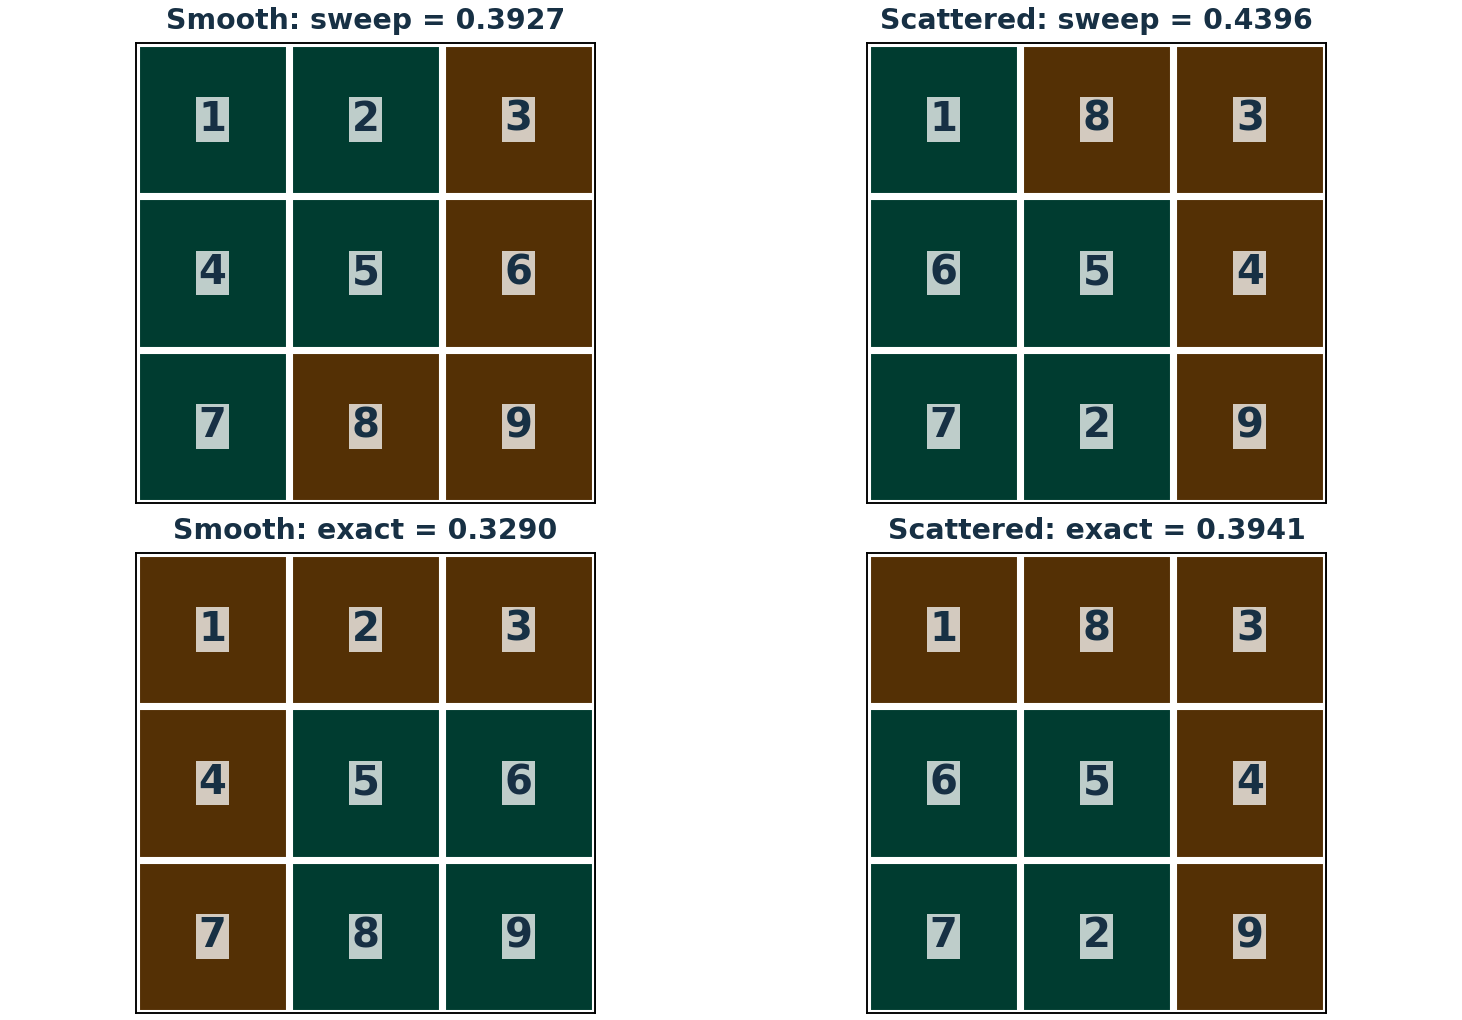 Smooth: sweep = 0.3927
1 2 3
4 5 6
7 8 9
Scattered: sweep = 0.4396
1 8 3
6 5 4
7 2 9
Smooth: exact = 0.3290
1 2 3
4 5 6
7 8 9
Scattered: exact = 0.3941
1 8 3
6 5 4
7 2 9